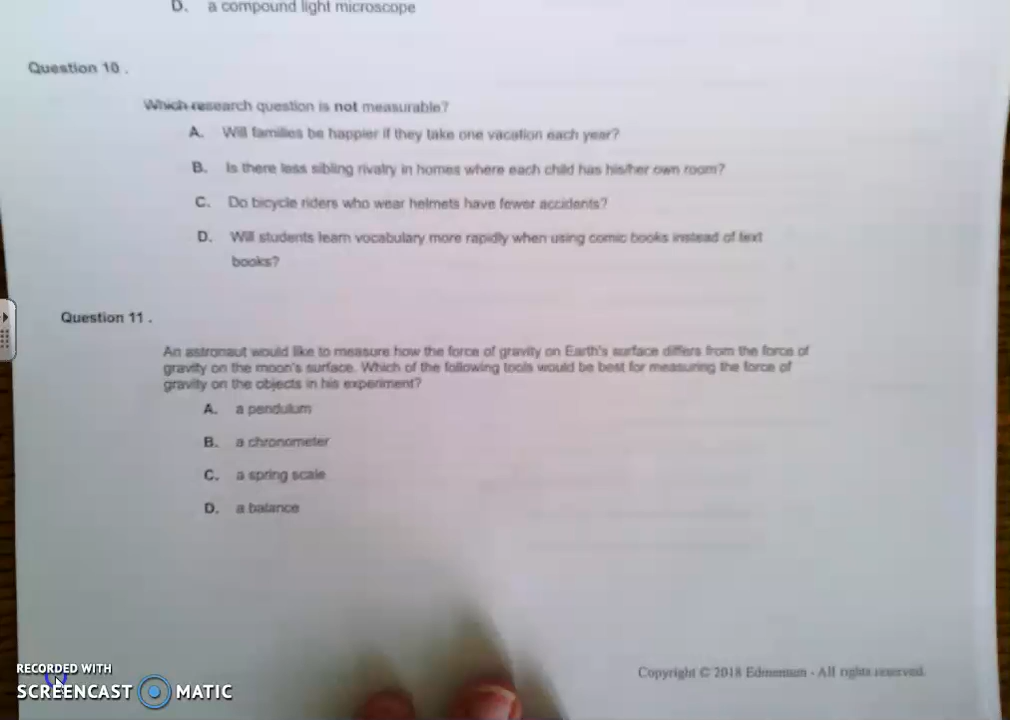 D. a compound light microscope
Question 10 .
Which research question is not measurable?
A. Will families be happier if they take one vacation each year?
B. Is there less sibling rivalry in homes where each child has his/her own room?
C. Do bicycle riders who wear helmets have fewer accidents?
D. Will students learn vocabulary more rapidly when using comic books instead of text
books?
Question 11 .
An astronaut would like to measure how the force of gravity on Earth's surface differs from the force of
gravity on the moon's surface. Which of the following tools would be best for measuring the force of
gravity on the objects in his experiment?
A. a pendulum
B. a chronometer
C. a spring scale
D. a balance
RECORDED WITH
SCREENCAST MATIC
Copyright © 2018 Edmentum - All rights reserved.